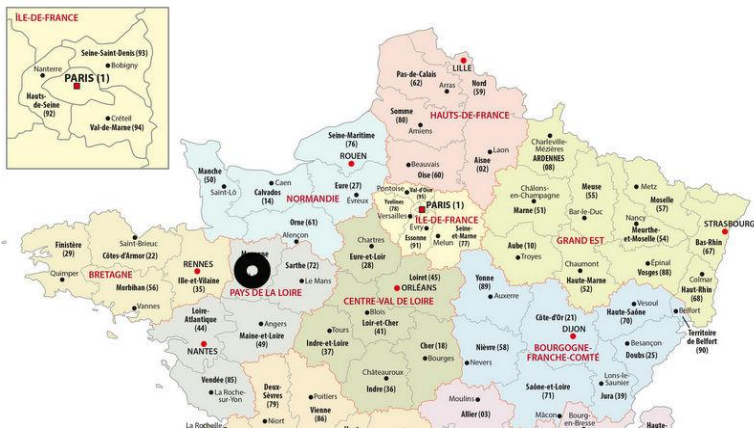 ÎLE-DE-FRANCE
Seine-Saint-Denis (93)
Nanterre
Bobigny
PARIS (1)
Hauts-
de-Seine
(92)
Créteil
Val-de-Marne (94)
LILLE
Pas-de-Calais
(62)
Nord
(59)
Arras
Somme
(80)
HAUTS-DE-FRANCE
Amiens
Seine-Maritime
(76)
ROUEN
Beauvais
Oise (60)
Laon
Aisne
(02)
Charleville-
Mézières
ARDENNES
(08)
Manche
(50)
Saint-Lô
Caen
Calvados
(14)
Eure (27)
Évreux
NORMANDIE
Orne (61)
Alençon
Pontoise
Val-d'Oise
(95)
Yvelines
(78)
PARIS (1)
Versailles
ÎLE-DE-FRANCE
Évry
Essonne
(91)
Melun
Seine-
et-Marne
(77)
Châlons-
en-Champagne
Marne (51)
Meuse
(55)
Bar-le-Duc
Metz
Moselle
(57)
Nancy
Meurthe-
et-Moselle (54)
STRASBOURG
Bas-Rhin
(67)
GRAND EST
Aube (10)
Troyes
Chaumont
Haute-Marne
(52)
Épinal
Vosges (88)
Colmar
Haut-Rhin
(68)
Finistère
(29)
Saint-Brieuc
Côtes-d'Armor (22)
Quimper
BRETAGNE
Morbihan (56)
Vannes
RENNES
Ille-et-Vilaine
(35)
Sarthe (72)
Le Mans
PAYS DE LA LOIRE
Loire-
Atlantique
(44)
NANTES
Angers
Maine-et-Loire
(49)
Vendée (85)
La Roche-
sur-Yon
Chartres
Eure-et-Loir
(28)
Loiret (45)
ORLÉANS
CENTRE-VAL DE LOIRE
Blois
Loir-et-Cher
(41)
Tours
Indre-et-Loire
(37)
Cher (18)
Bourges
Châteauroux
Indre (36)
Yonne
(89)
Auxerre
Côte-d'Or (21)
DIJON
BOURGOGNE-
FRANCHE-COMTÉ
Nièvre (58)
Nevers
Saône-et-Loire
(71)
Mâcon
Vesoul
Haute-Saône
(70)
Belfort
Territoire
de Belfort
(90)
Besançon
Doubs (25)
Lons-le-
Saunier
Jura (39)
Deux-
Sèvres
(79)
Niort
Poitiers
Vienne
(86)
La Rochelle
Moulins
Allier (03)
Bourg-
en-Bresse
Haute-